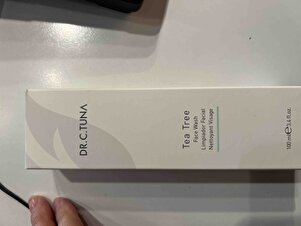 DR.C.TUNA
Tea Tree
Face Wash
Limpiador Facial
Nettoyant Visage
100 ml ℮ 3.4 fl.oz.